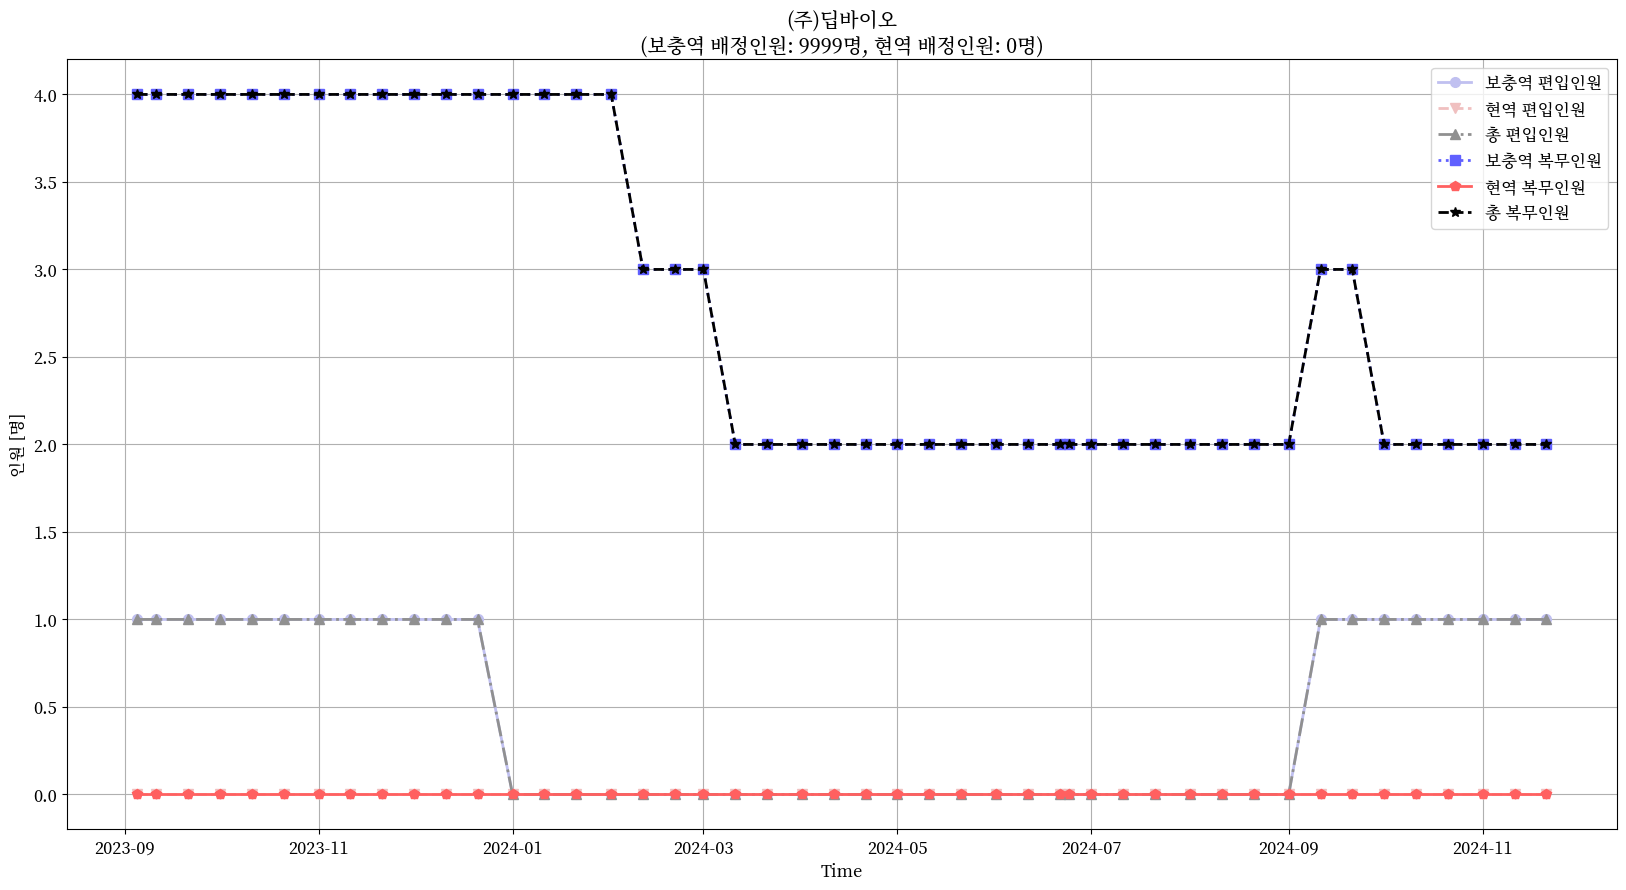 (주)딥바이오
(보충역 배정인원: 9999명, 현역 배정인원: 0명)
보충역 편입인원
현역 편입인원
총 편입인원
보충역 복무인원
현역 복무인원
총 복무인원
인원 [명]
4.0
3.5
3.0
2.5
2.0
1.5
1.0
0.5
0.0
2023-09 2023-11 2024-01 2024-03 2024-05 2024-07 2024-09 2024-11
Time